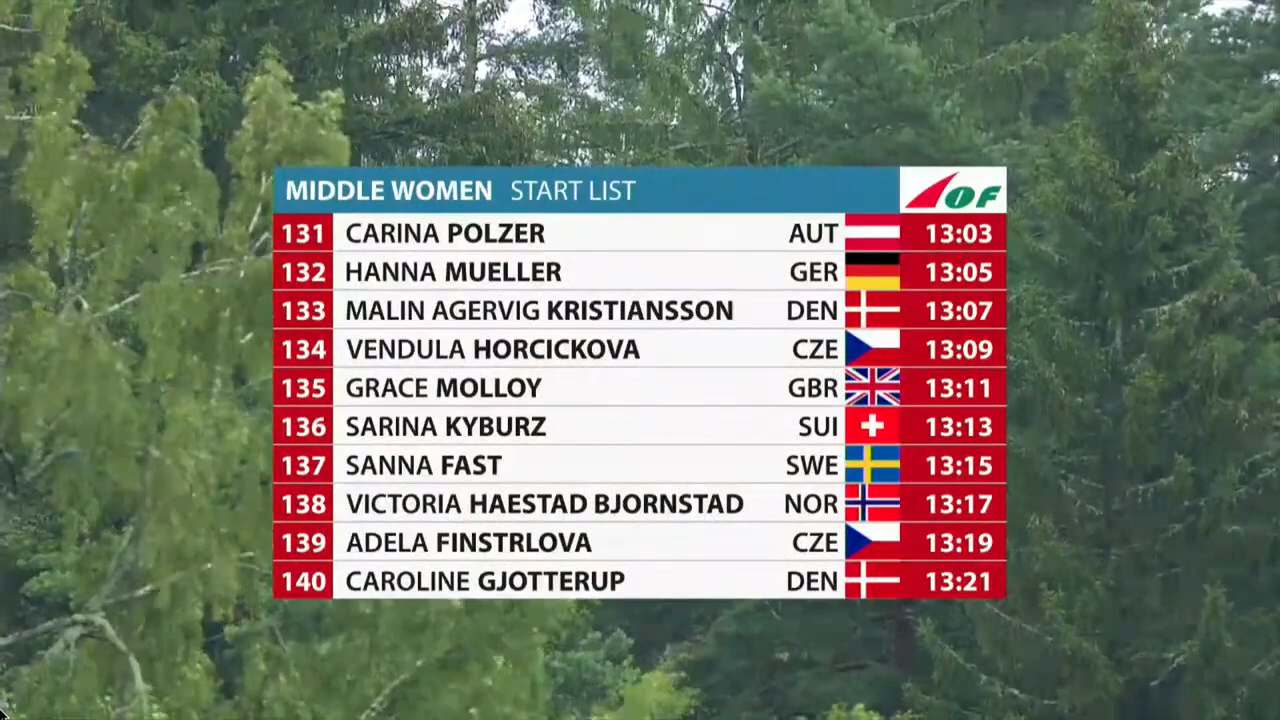 MIDDLE WOMEN START LIST IOF
131 CARINA POLZER AUT 13:03
132 HANNA MUELLER GER 13:05
133 MALIN AGERVIG KRISTIANSSON DEN 13:07
134 VENDULA HORCICKOVA CZE 13:09
135 GRACE MOLLOY GBR 13:11
136 SARINA KYBURZ SUI 13:13
137 SANNA FAST SWE 13:15
138 VICTORIA HAESTAD BJORNSTAD NOR 13:17
139 ADELA FINSTRLOVA CZE 13:19
140 CAROLINE GJOTTERUP DEN 13:21